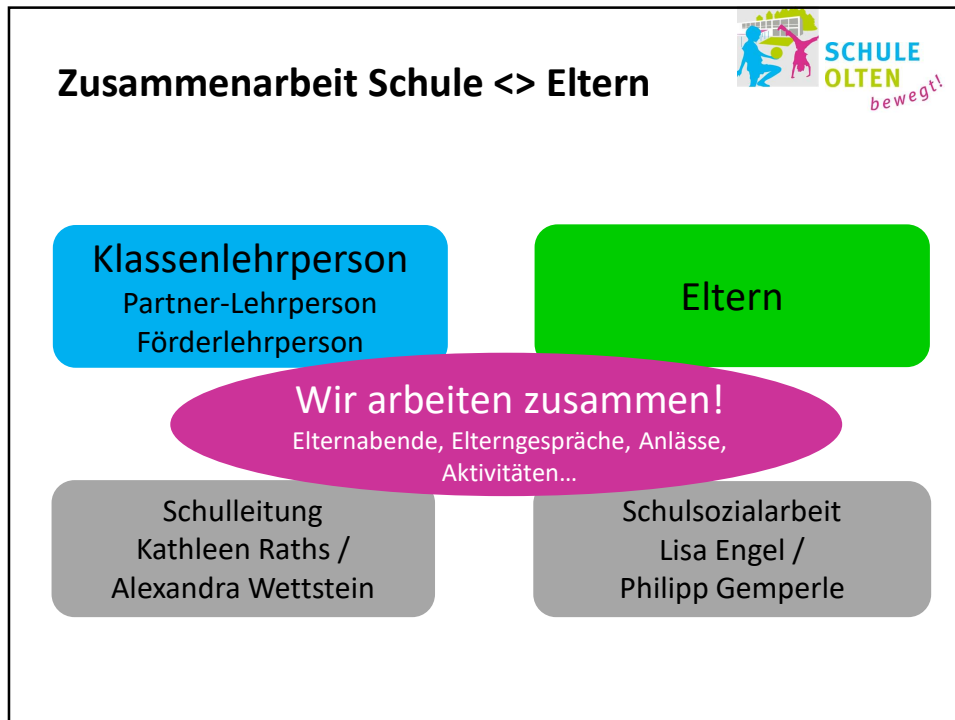 SCHULE
OLTEN
bewegt!
Zusammenarbeit Schule <> Eltern
Klassenlehrperson
Partner-Lehrperson
Förderlehrperson
Eltern
Wir arbeiten zusammen!
Elternabende, Elterngespräche, Anlässe,
Aktivitäten…
Schulleitung
Kathleen Raths /
Alexandra Wettstein
Schulsozialarbeit
Lisa Engel /
Philipp Gemperle